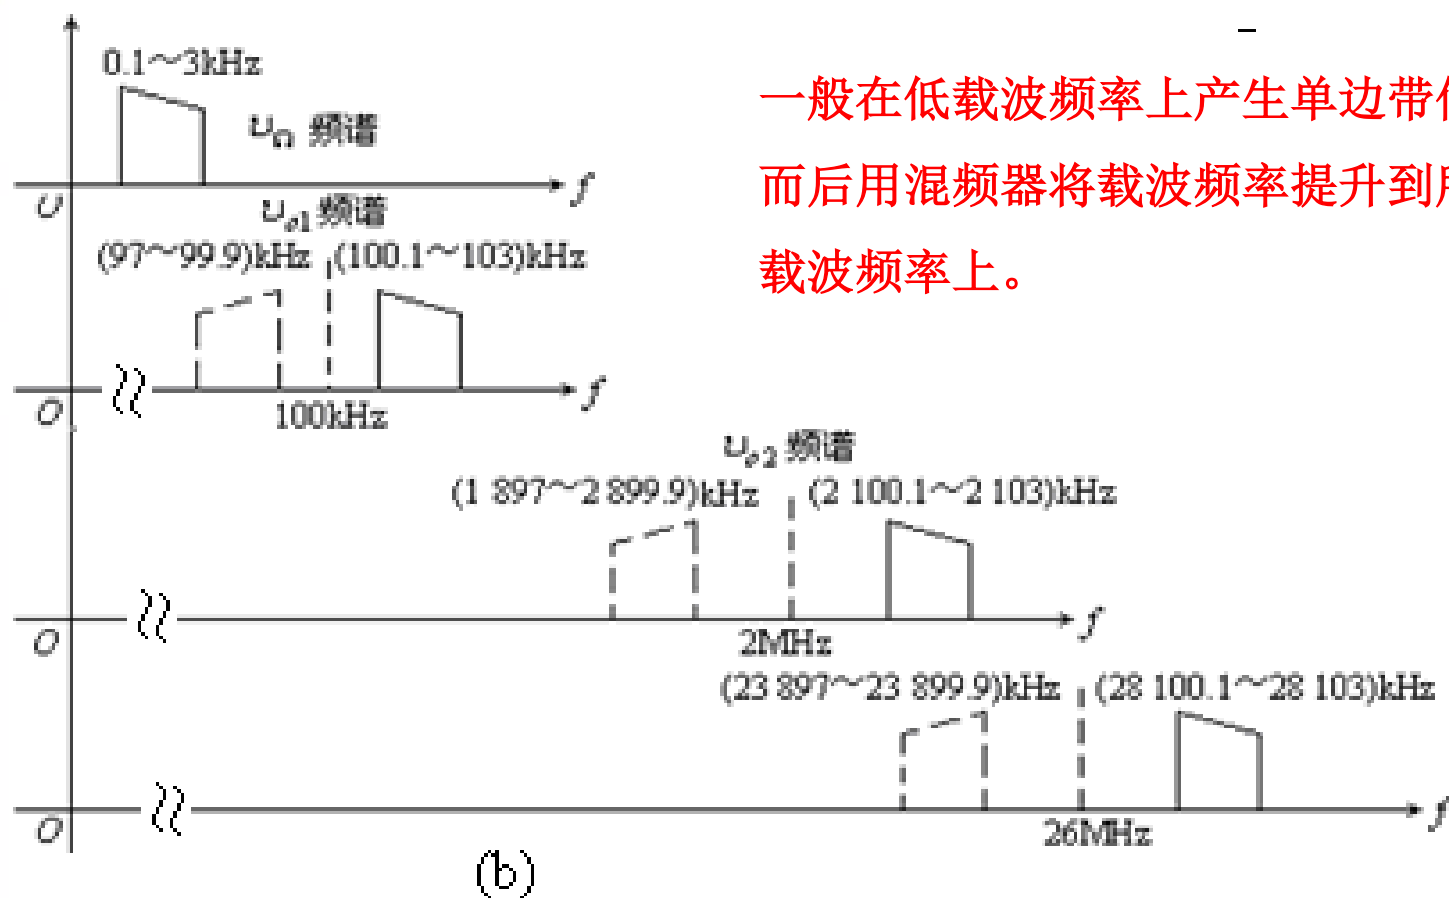 0.1～3kHz
υΩ 频谱
f
O
一般在低载波频率上产生单边带
而后用混频器将载波频率提升到
载波频率上。
υo1 频谱
(97～99.9)kHz (100.1～103)kHz
f
O
100kHz
υo2 频谱
(1 897～2 899.9)kHz (2 100.1～2 103)kHz
f
O
2MHz
(23 897～23 899.9)kHz (28 100.1～28 103)kHz
f
O
26MHz
(b)